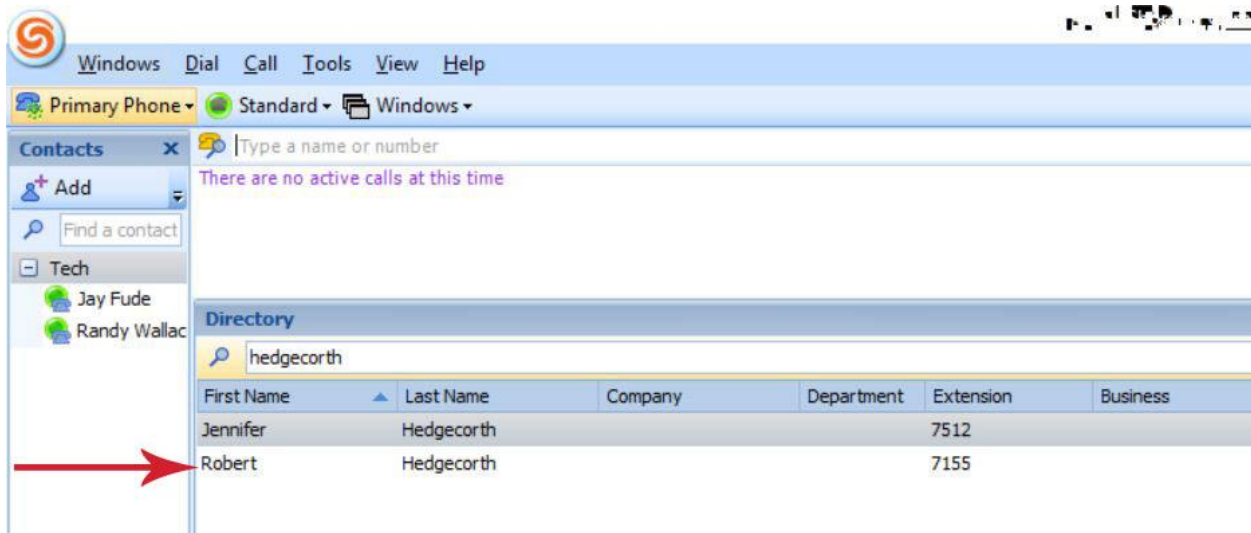 Windows Dial Call Tools View Help
Primary Phone Standard Windows
Contacts x
Type a name or number
Add
There are no active calls at this time
Find a contact
Tech
Jay Fude
Randy Wallac
Directory
hedgecorth
First Name Last Name Company Department Extension Business
Jennifer Hedgecorth 7512
Robert Hedgecorth 7155